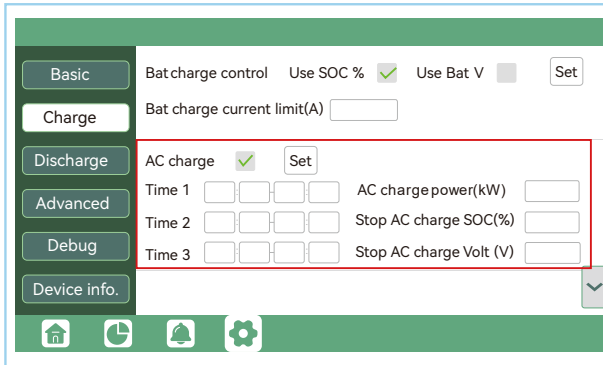 Basic
Charge
Discharge
Advanced
Debug
Device info.
Bat charge control Use SOC % Use Bat V Set
Bat charge current limit(A)
AC charge Set
Time 1 AC charge power(kW)
Time 2 Stop AC charge SOC(%)
Time 3 Stop AC charge Volt (V)